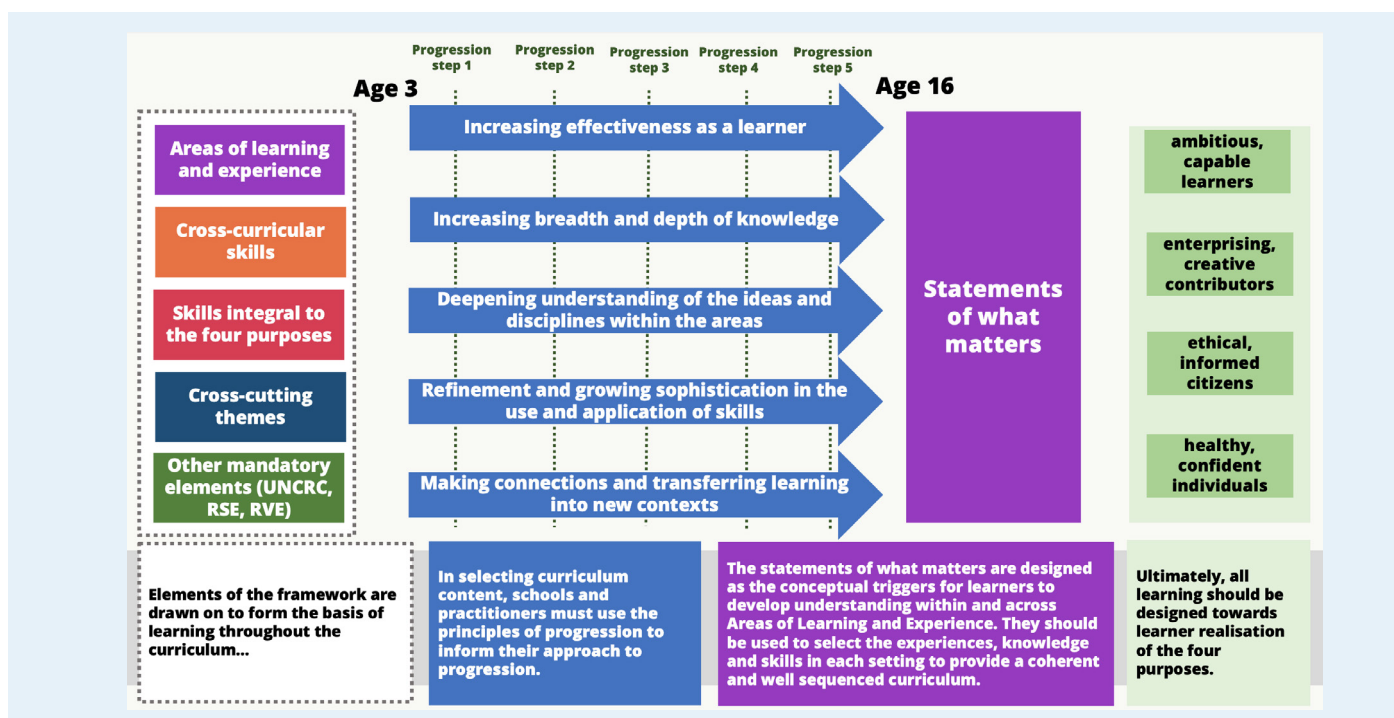 Progression
step 1
Progression
step 2
Progression
step 3
Progression
step 4
Progression
step 5
Age 3
Age 16
Areas of learning
and experience
Cross-curricular
skills
Skills integral to
the four purposes
Cross-cutting
themes
Other mandatory
elements (UNCRC,
RSE, RVE)
Increasing effectiveness as a learner
Increasing breadth and depth of knowledge
Deepening understanding of the ideas and
disciplines within the areas
Refinement and growing sophistication in the
use and application of skills
Making connections and transferring learning
into new contexts
Statements
of what
matters
ambitious,
capable
learners
enterprising,
creative
contributors
ethical,
informed
citizens
healthy,
confident
individuals
Elements of the framework are
drawn on to form the basis of
learning throughout the
curriculum...
In selecting curriculum
content, schools and
practitioners must use the
principles of progression to
inform their approach to
progression.
The statements of what matters are designed
as the conceptual triggers for learners to
develop understanding within and across
Areas of Learning and Experience. They should
be used to select the experiences, knowledge
and skills in each setting to provide a coherent
and well sequenced curriculum.
Ultimately, all
learning should be
designed towards
learner realisation
of the four
purposes.